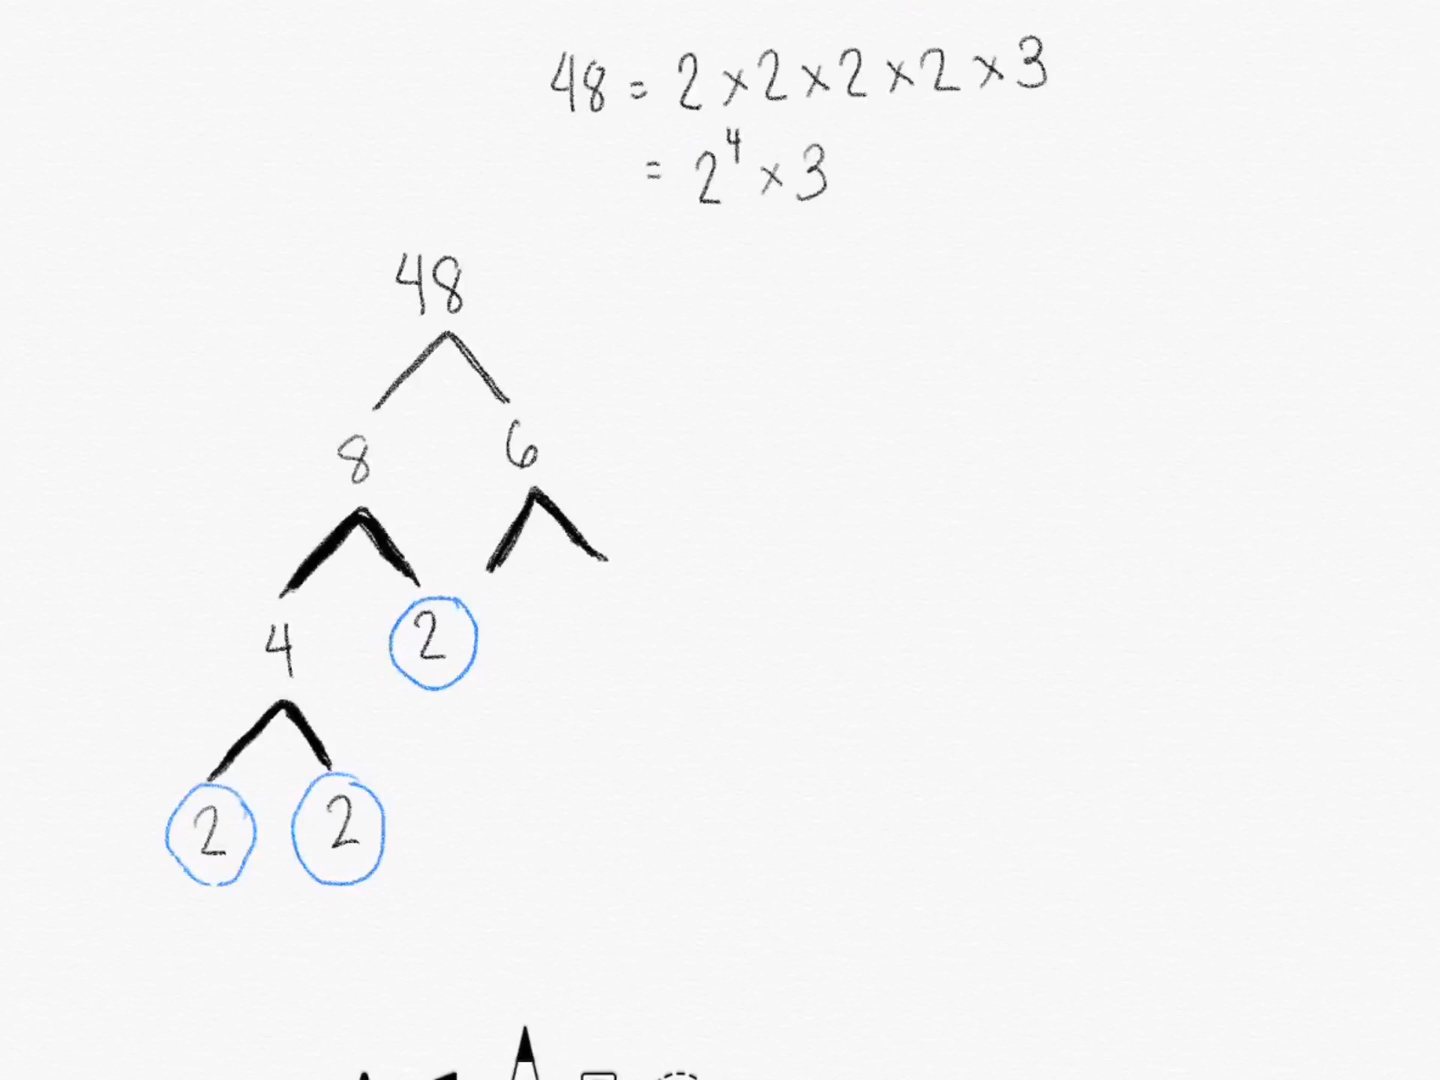 48 = 2 × 2 × 2 × 2 × 3
= 2⁴ × 3
48
8 6
4 2
2 2